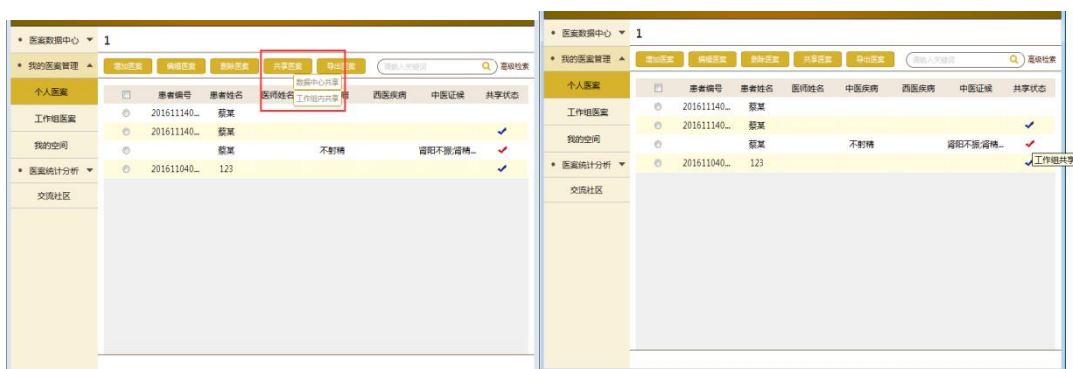 医案数据中心 1
我的医案管理 增加医案 编辑医案 删除医案 共享医案 导出医案 请输入关键词 高级检索
数据中心共享
工作组内共享
个人医案 患者编号 患者姓名 医师姓名 西医疾病 中医证候 共享状态
201611140... 蔡某
工作组医案
201611140...
我的空间 蔡某 不射精 肾阳不振;肾精...
医案统计分析 201611040... 123
交流社区
医案数据中心 1
我的医案管理 增加医案 编辑医案 删除医案 共享医案 导出医案 请输入关键词 高级检索
个人医案 患者编号 患者姓名 医师姓名 中医疾病 西医疾病 中医证候 共享状态
201611140... 蔡某
工作组医案
201611140...
我的空间 蔡某 不射精 肾阳不振;肾精...
医案统计分析 201611040... 123 工作组共享
交流社区